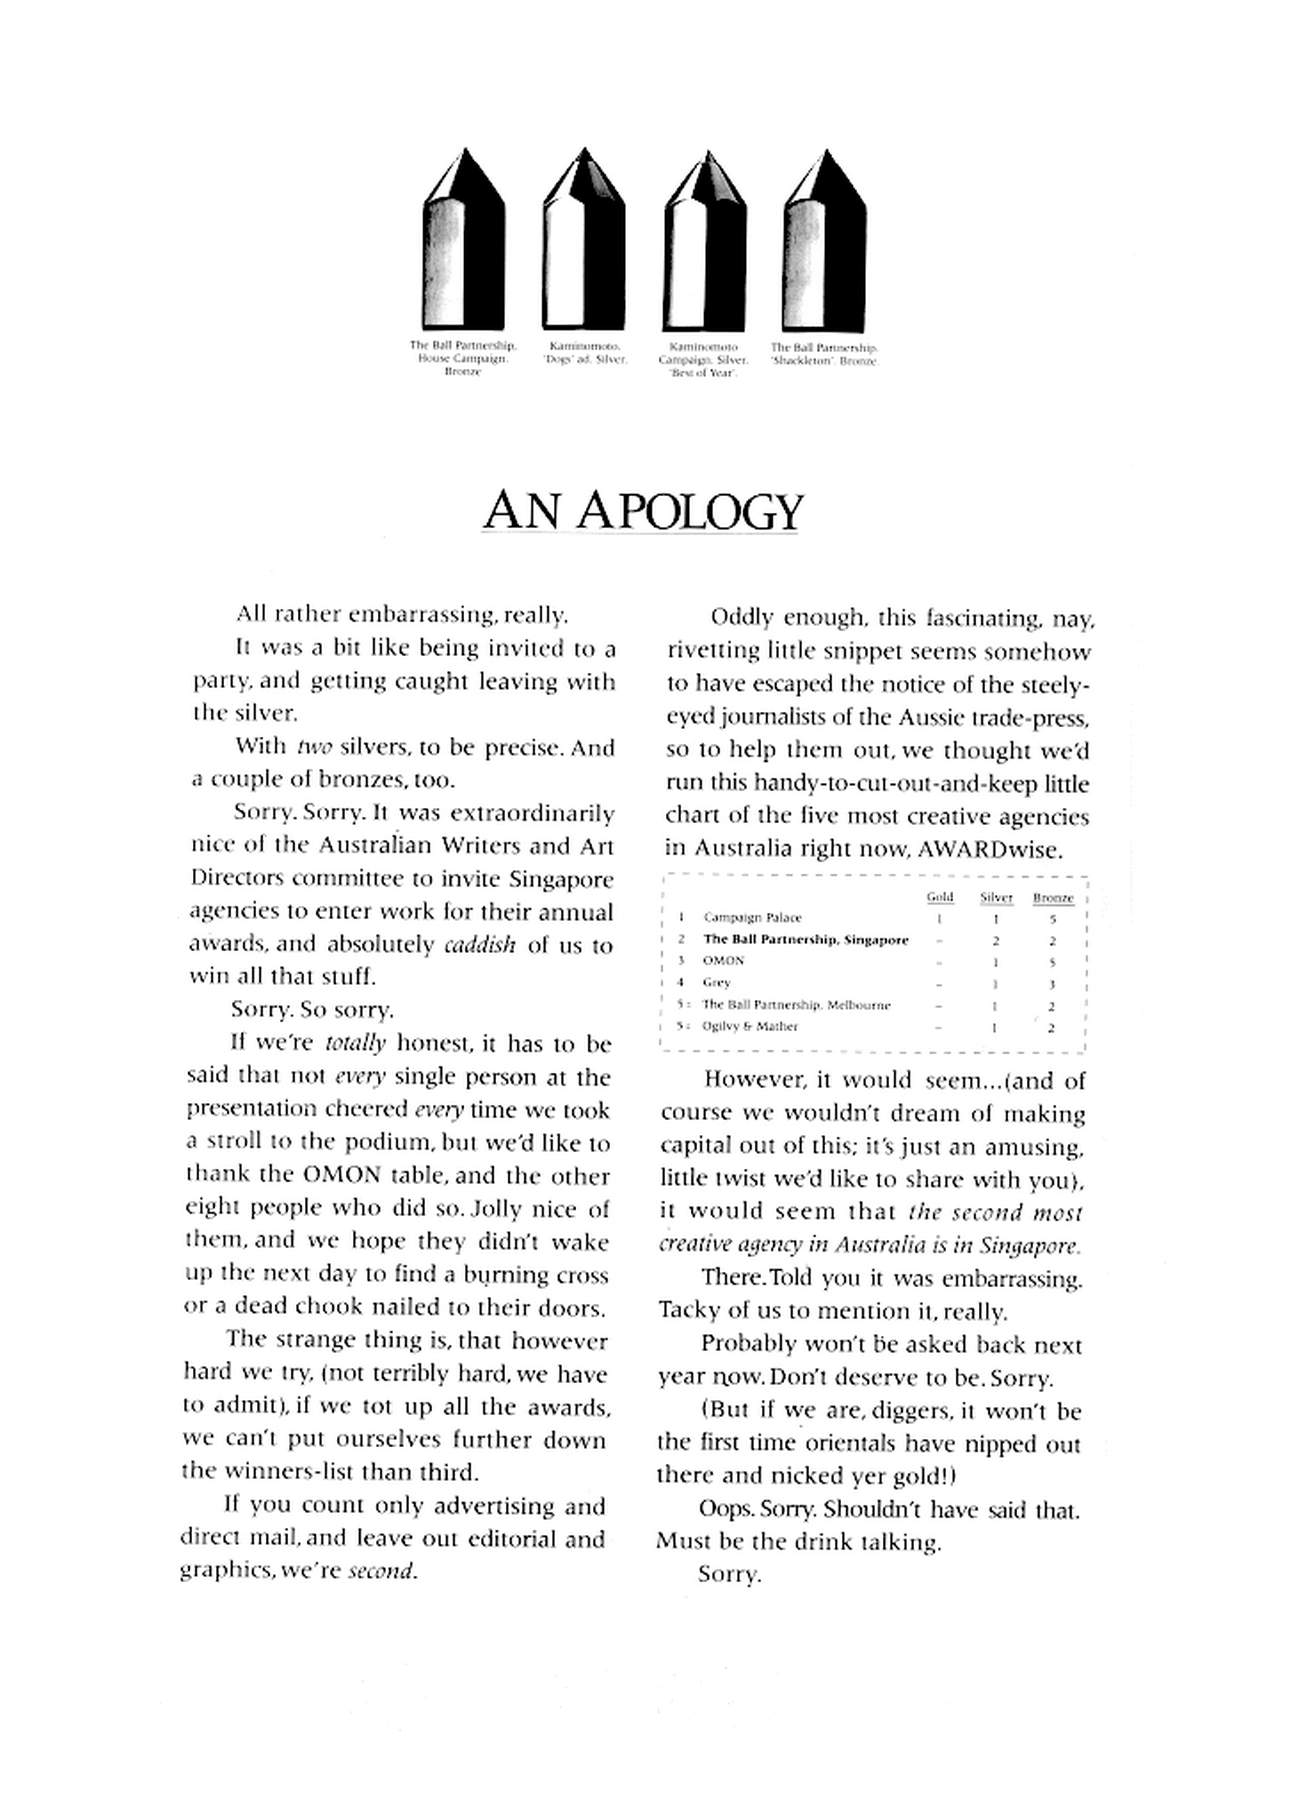 The Ball Partnership.
House Campaign.
Bronze
Kaminomoto.
'Dogs' ad. Silver.
Kaminomoto
Campaign. Silver.
'Best of Year'.
The Ball Partnership.
'Shackleton'. Bronze.
AN APOLOGY
All rather embarrassing, really.
It was a bit like being invited to a
party, and getting caught leaving with
the silver.
With two silvers, to be precise. And
a couple of bronzes, too.
Sorry. Sorry. It was extraordinarily
nice of the Australian Writers and Art
Directors committee to invite Singapore
agencies to enter work for their annual
awards, and absolutely caddish of us to
win all that stuff.
Sorry. So sorry.
If we're totally honest, it has to be
said that not every single person at the
presentation cheered every time we took
a stroll to the podium, but we'd like to
thank the OMON table, and the other
eight people who did so. Jolly nice of
them, and we hope they didn't wake
up the next day to find a burning cross
or a dead chook nailed to their doors.
The strange thing is, that however
hard we try, (not terribly hard, we have
to admit), if we tot up all the awards,
we can't put ourselves further down
the winners-list than third.
If you count only advertising and
direct mail, and leave out editorial and
graphics, we're second.
Oddly enough, this fascinating, nay,
rivetting little snippet seems somehow
to have escaped the notice of the steely-
eyed journalists of the Aussie trade-press,
so to help them out, we thought we'd
run this handy-to-cut-out-and-keep little
chart of the five most creative agencies
in Australia right now, AWARDwise.
Gold Silver Bronze
1 Campaign Palace 1 1 5
2 The Ball Partnership, Singapore – 2 2
3 OMON – 1 5
4 Grey – 1 3
5= The Ball Partnership, Melbourne – 1 2
5= Ogilvy & Mather – 1 2
However, it would seem...(and of
course we wouldn't dream of making
capital out of this; it's just an amusing,
little twist we'd like to share with you),
it would seem that the second most
creative agency in Australia is in Singapore.
There. Told you it was embarrassing.
Tacky of us to mention it, really.
Probably won't be asked back next
year now. Don't deserve to be. Sorry.
(But if we are, diggers, it won't be
the first time orientals have nipped out
there and nicked yer gold!)
Oops. Sorry. Shouldn't have said that.
Must be the drink talking.
Sorry.